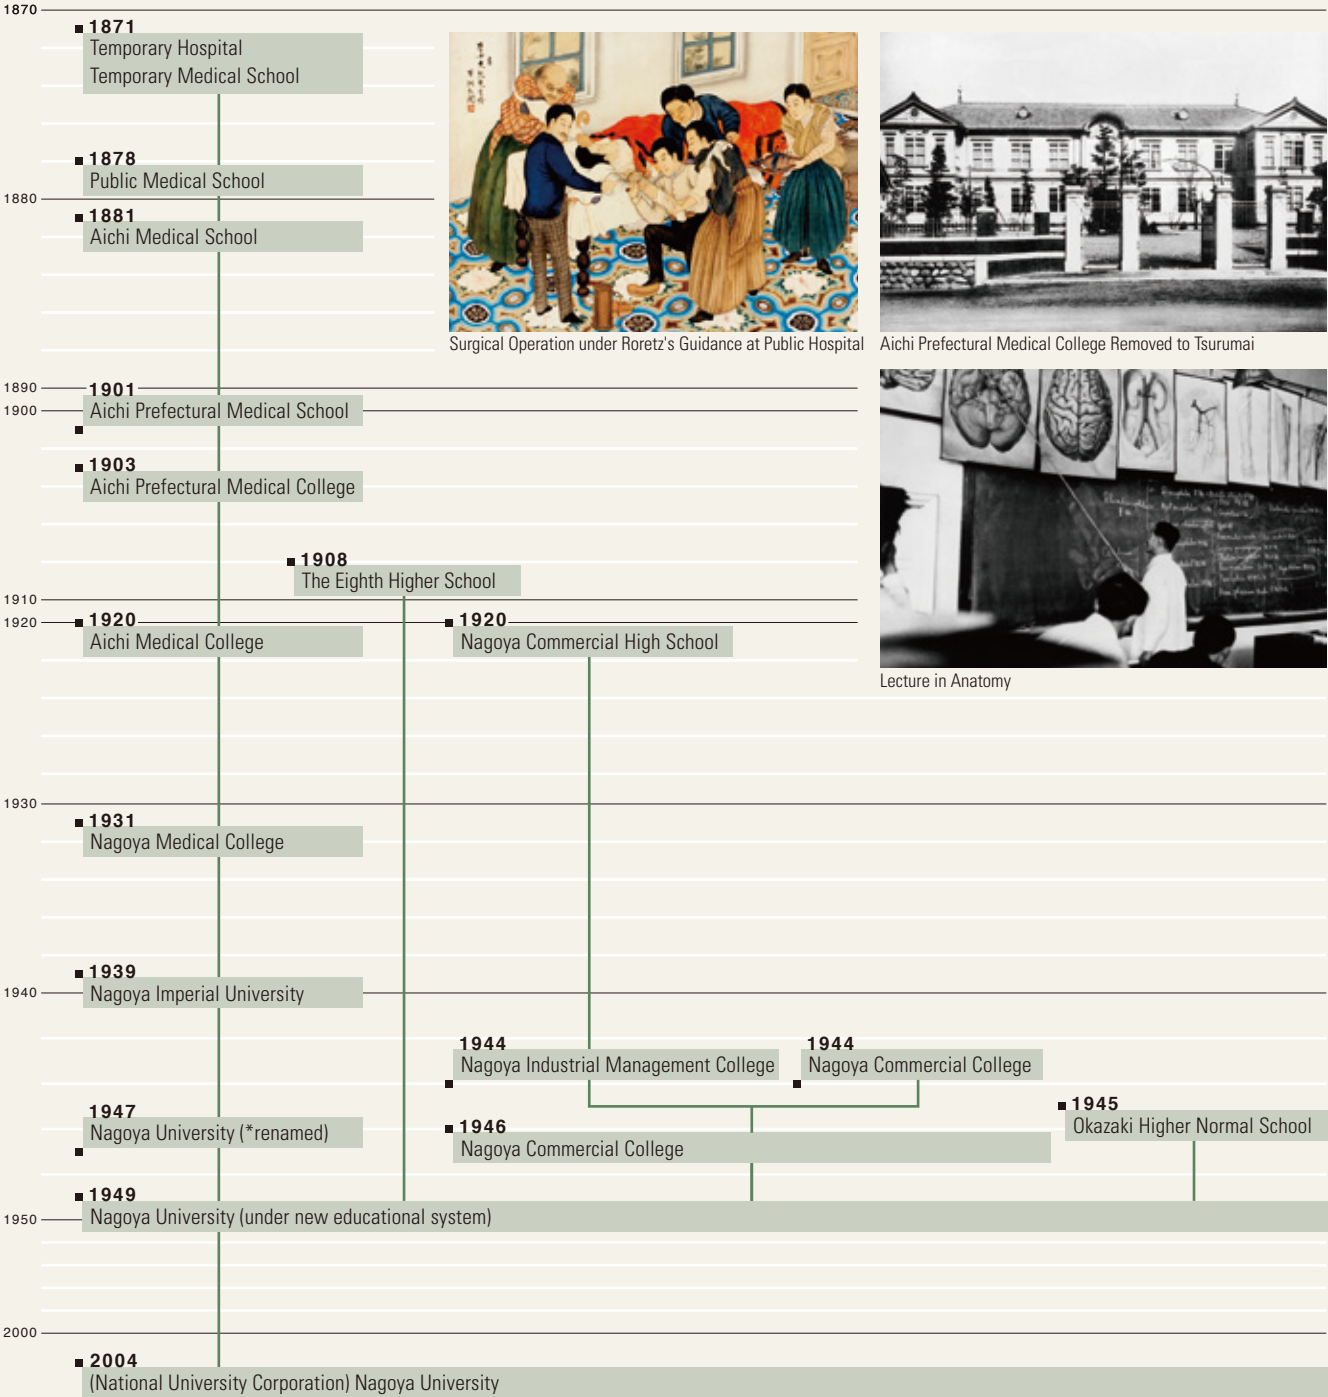 1870
1871
Temporary Hospital
Temporary Medical School
1878
Public Medical School
1880
1881
Aichi Medical School
Surgical Operation under Roretz's Guidance at Public Hospital
Aichi Prefectural Medical College Removed to Tsurumai
1890
1901
1900
Aichi Prefectural Medical School
1903
Aichi Prefectural Medical College
1908
The Eighth Higher School
1910
1920
1920
Aichi Medical College
1920
Nagoya Commercial High School
Lecture in Anatomy
1930
1931
Nagoya Medical College
1939
1940
Nagoya Imperial University
1944
Nagoya Industrial Management College
1944
Nagoya Commercial College
1945
Okazaki Higher Normal School
1947
Nagoya University (*renamed)
1946
Nagoya Commercial College
1949
1950
Nagoya University (under new educational system)
2000
2004
(National University Corporation) Nagoya University